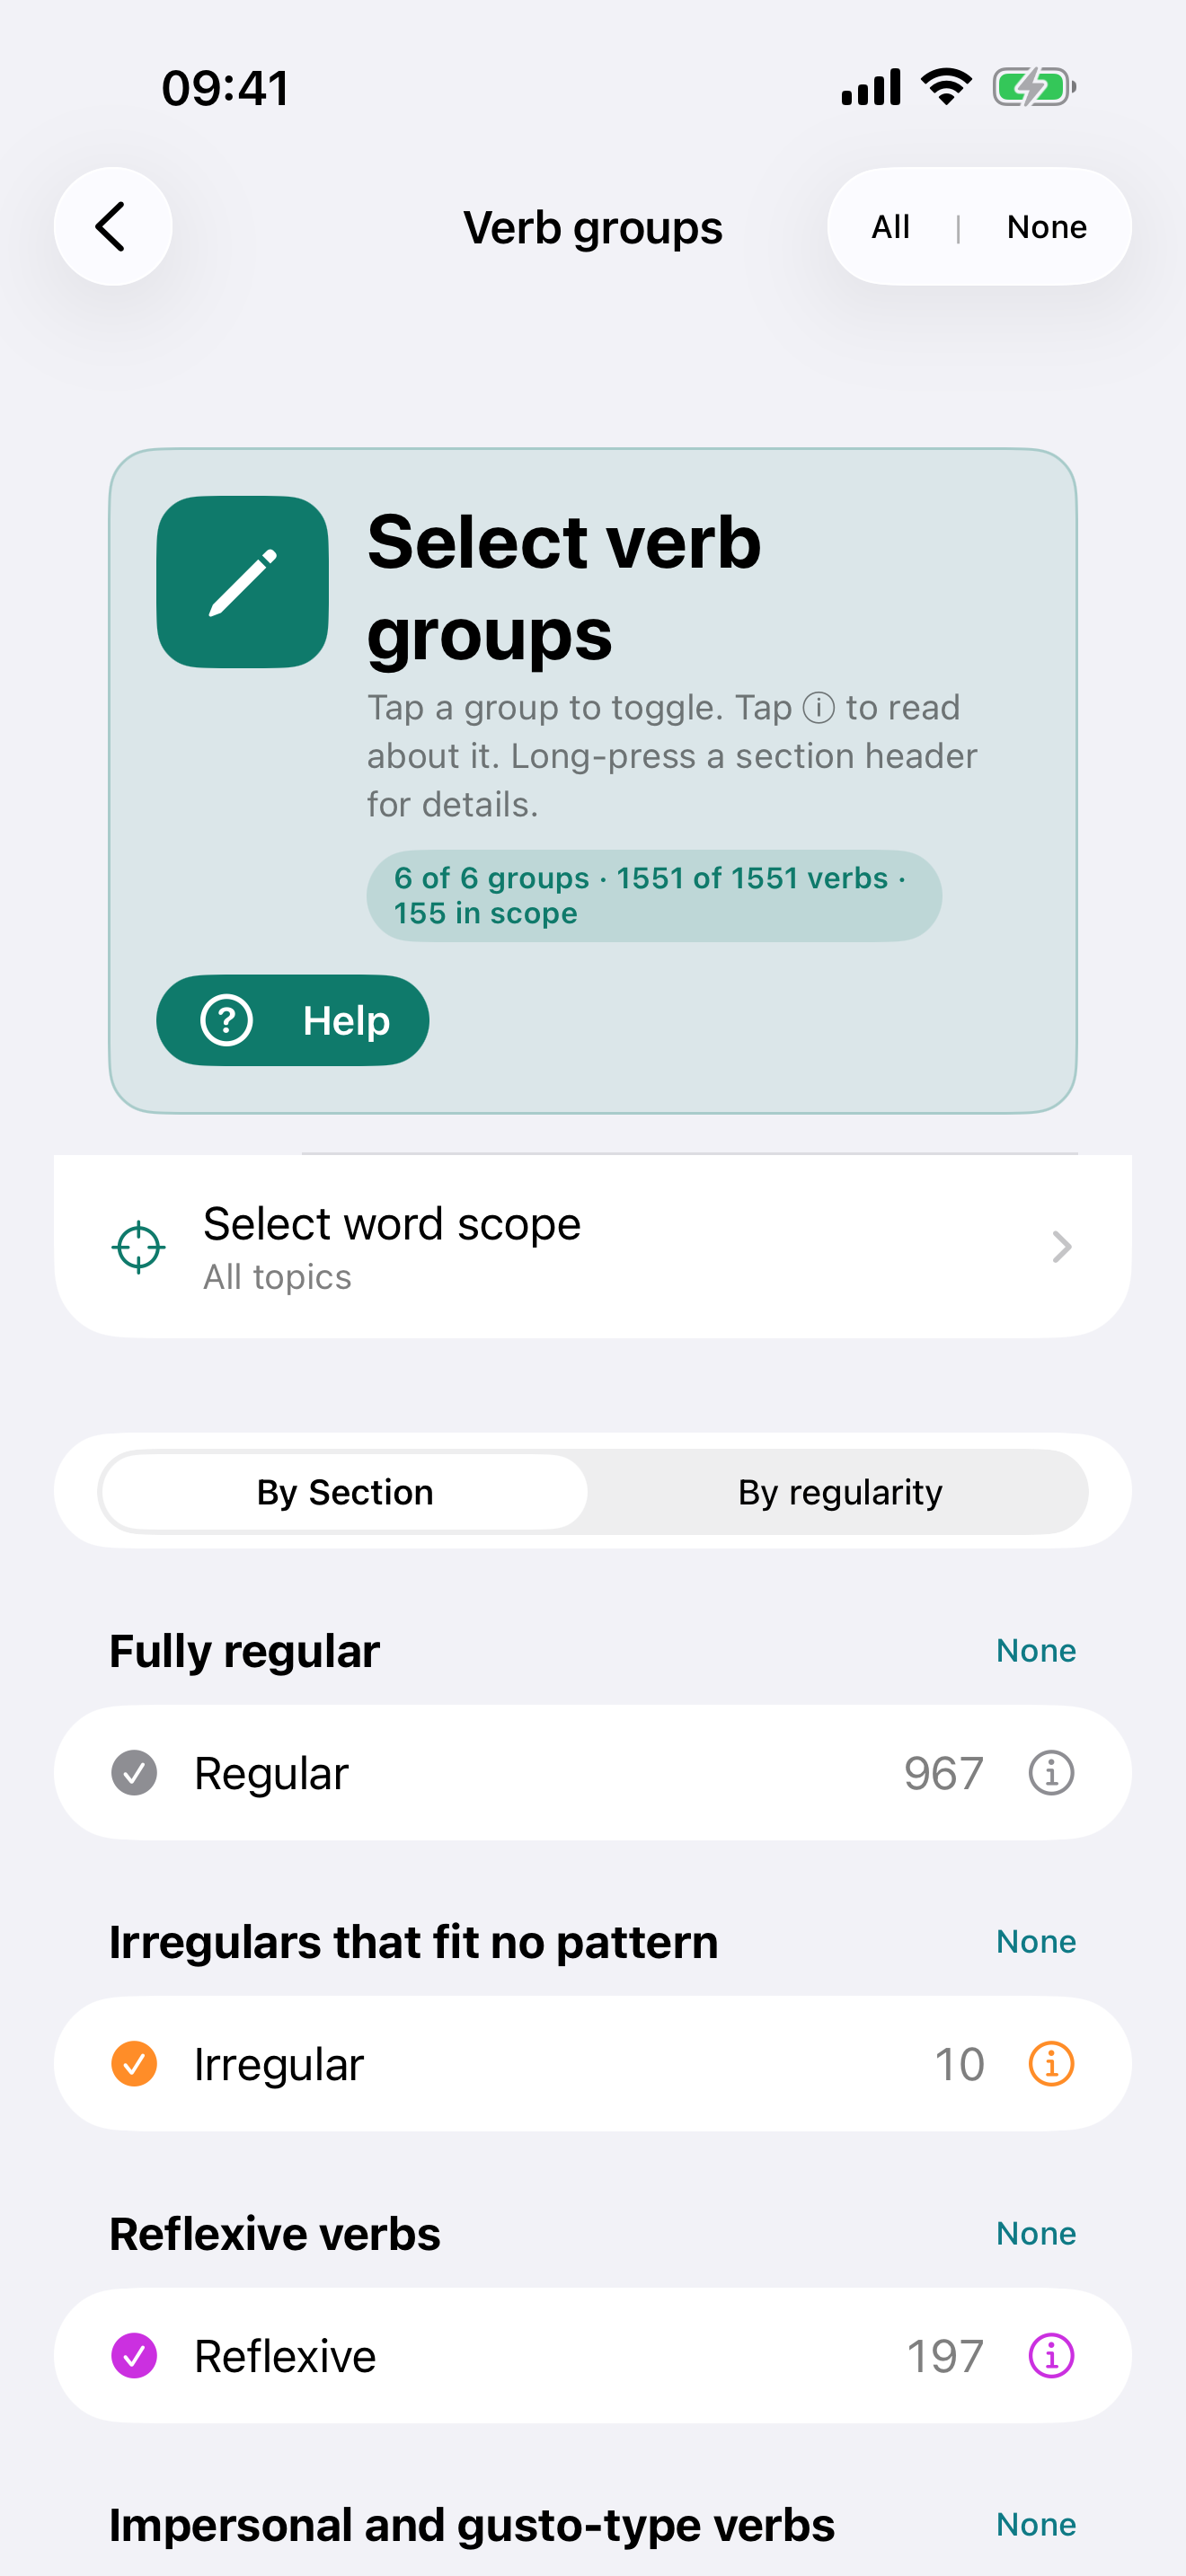 09:41
Verb groups
All | None
Select verb
groups
Tap a group to toggle. Tap ⓘ to read
about it. Long-press a section header
for details.
6 of 6 groups · 1551 of 1551 verbs ·
155 in scope
Help
Select word scope
All topics
By Section
By regularity
Fully regular
None
Regular
967
Irregulars that fit no pattern
None
Irregular
10
Reflexive verbs
None
Reflexive
197
Impersonal and gusto-type verbs
None